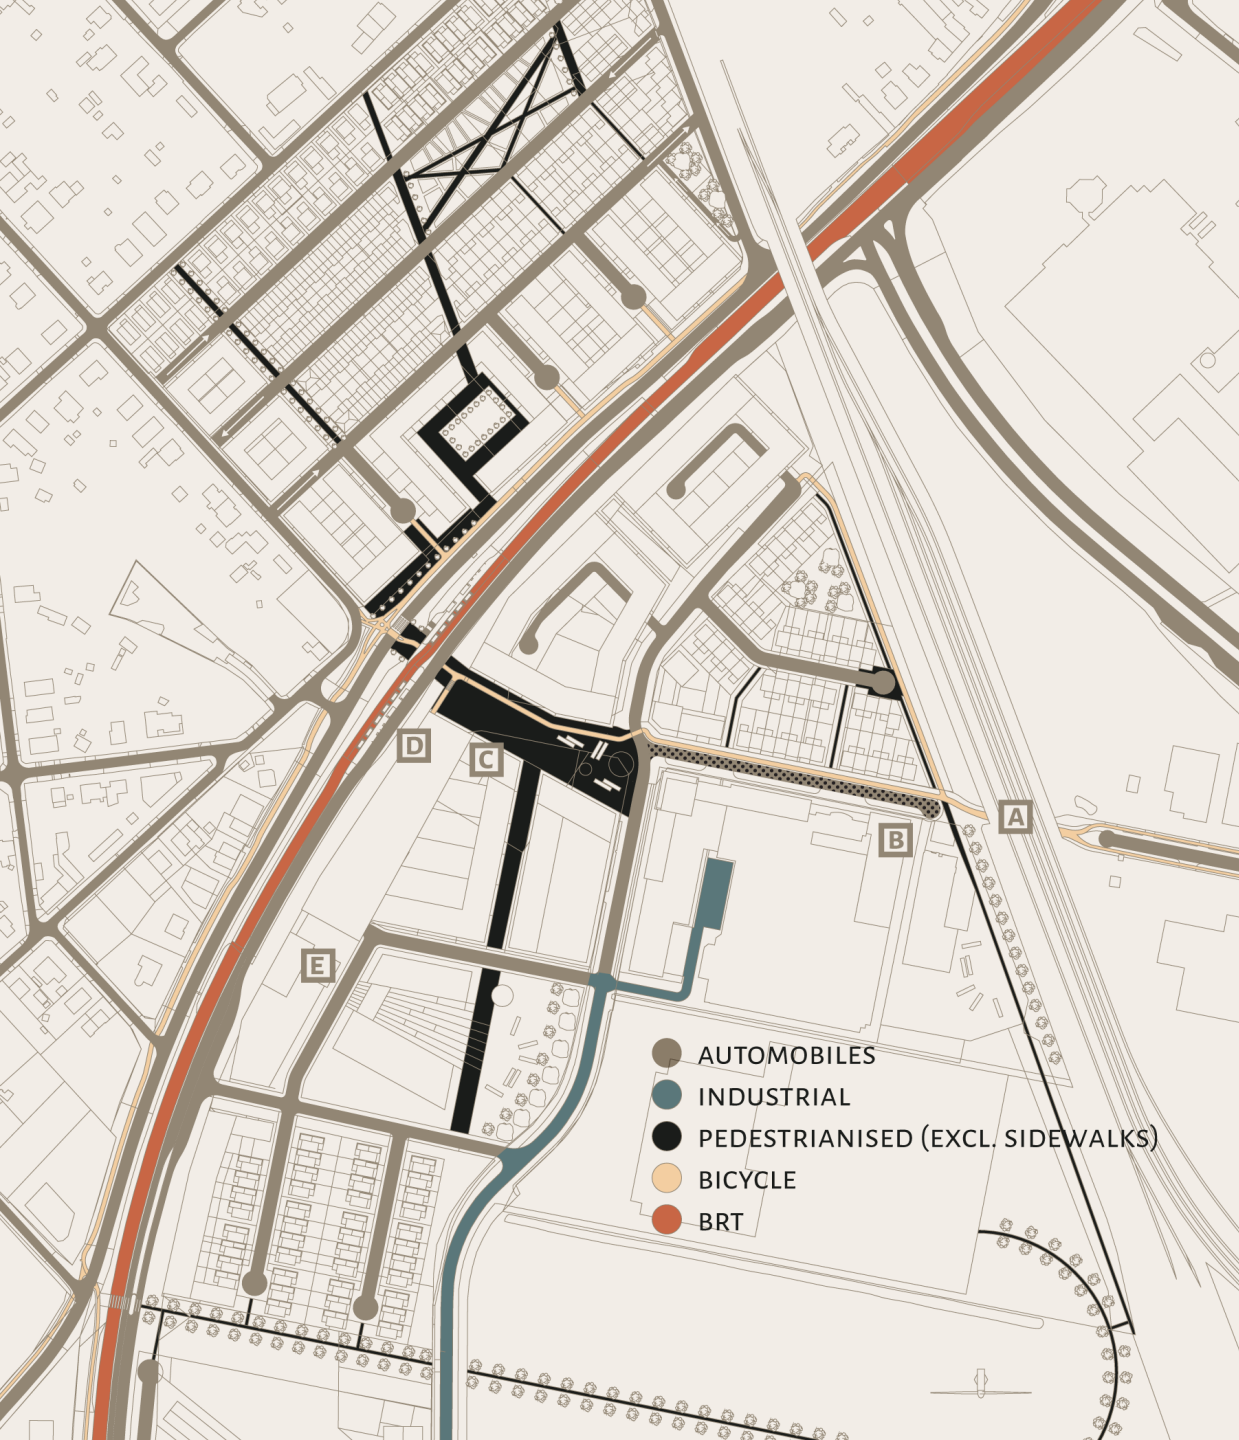 D
C
A
B
E
AUTOMOBILES
INDUSTRIAL
PEDESTRIANISED (EXCL. SIDEWALKS)
BICYCLE
BRT